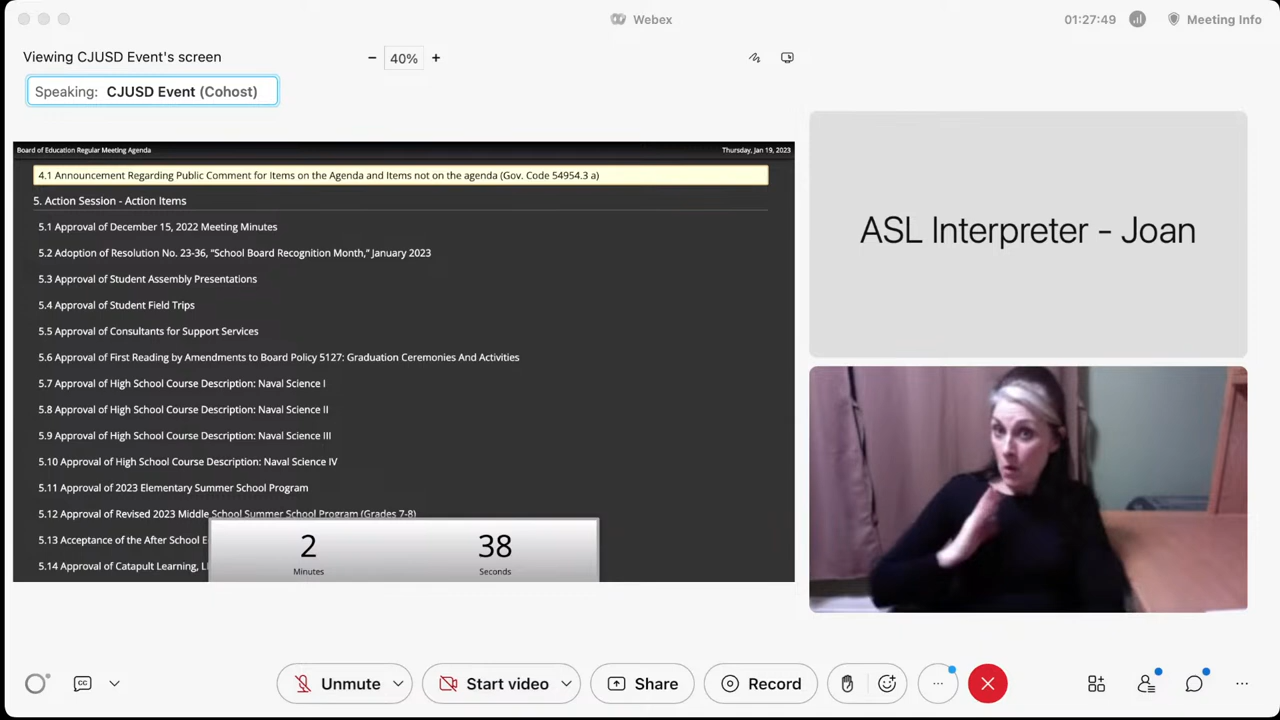 Webex
01:27:49
Meeting Info
Viewing CJUSD Event's screen
− 40% +
Speaking: CJUSD Event (Cohost)
Board of Education Regular Meeting Agenda
Thursday, Jan 19, 2023
4.1 Announcement Regarding Public Comment for Items on the Agenda and Items not on the agenda (Gov. Code 54954.3 a)
5. Action Session - Action Items
5.1 Approval of December 15, 2022 Meeting Minutes
5.2 Adoption of Resolution No. 23-36, “School Board Recognition Month,” January 2023
5.3 Approval of Student Assembly Presentations
5.4 Approval of Student Field Trips
5.5 Approval of Consultants for Support Services
5.6 Approval of First Reading by Amendments to Board Policy 5127: Graduation Ceremonies And Activities
5.7 Approval of High School Course Description: Naval Science I
5.8 Approval of High School Course Description: Naval Science II
5.9 Approval of High School Course Description: Naval Science III
5.10 Approval of High School Course Description: Naval Science IV
5.11 Approval of 2023 Elementary Summer School Program
5.12 Approval of Revised 2023 Middle School Summer School Program (Grades 7-8)
5.13 Acceptance of the After School E
5.14 Approval of Catapult Learning, L
2 38
Minutes Seconds
ASL Interpreter - Joan
CC
Unmute
Start video
Share
Record